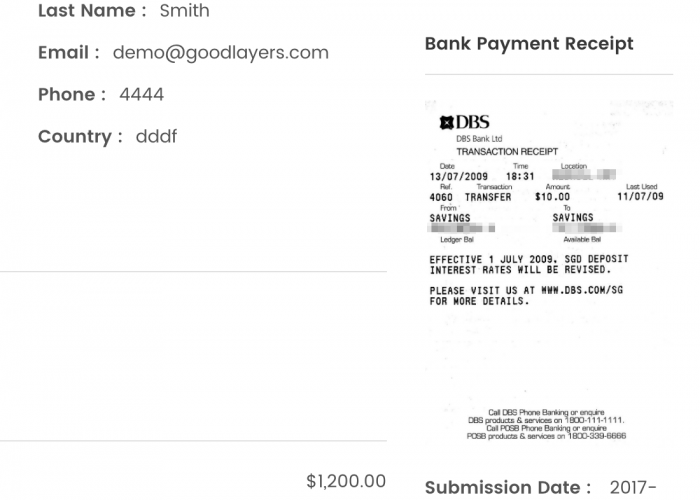 Last Name : Smith
Email : demo@goodlayers.com
Phone : 4444
Country : dddf
$1,200.00
Bank Payment Receipt
DBS
DBS Bank Ltd
TRANSACTION RECEIPT
Date Time Location
13/07/2009 18:31
Ref. Transaction Amount Last Used
4060 TRANSFER $10.00 11/07/09
From To
SAVINGS SAVINGS
Ledger Bal Available Bal
EFFECTIVE 1 JULY 2009, SGD DEPOSIT
INTEREST RATES WILL BE REVISED.
PLEASE VISIT US AT WWW.DBS.COM/SG
FOR MORE DETAILS.
Call DBS Phone Banking or enquire
DBS products & services on 1800-111-1111.
Call POSB Phone Banking or enquire
POSB products & services on 1800-339-6666
Submission Date : 2017-